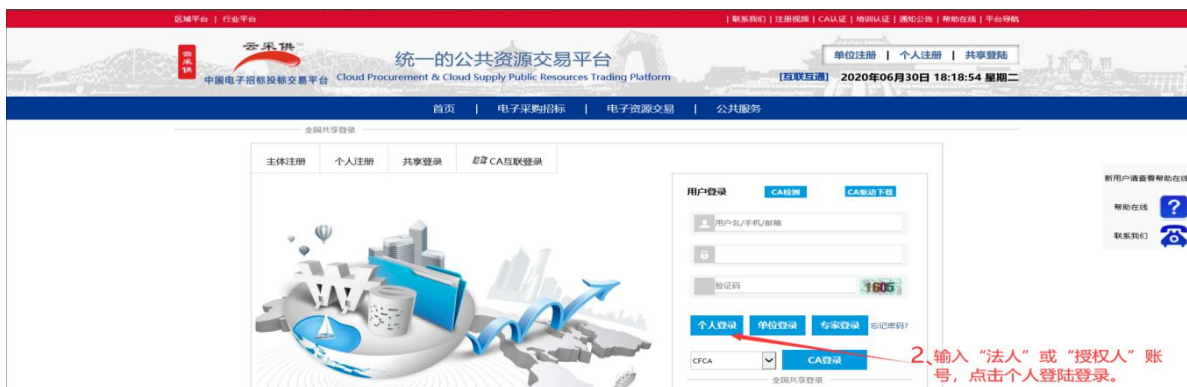 区域平台 | 行业平台
| 联系我们 | 注册视频 | CA认证 | 培训认证 | 通知公告 | 帮助在线 | 平台导航
云采供
云采供™
中国电子招标投标交易平台
统一的公共资源交易平台
Cloud Procurement & Cloud Supply Public Resources Trading Platform
单位注册 | 个人注册 | 共享登陆
[互联互通] 2020年06月30日 18:18:54 星期二
首页 | 电子采购招标 | 电子资源交易 | 公共服务
全国共享登录
主体注册 个人注册 共享登录 CA互联登录
用户登录 CA检测 CA驱动下载
用户名/手机/邮箱
验证码 1605
个人登录 单位登录 专家登录 忘记密码?
CFCA CA登录
全国共享登录
2、输入“法人”或“授权人”账
号，点击个人登陆登录。
新用户请查看帮助在线
帮助在线 ?
联系我们